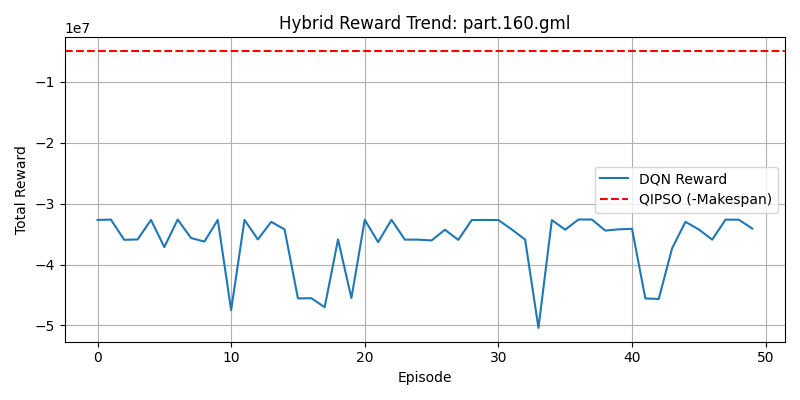 Hybrid Reward Trend: part.160.gml
1e7
−1
−2
−3
−4
−5
Total Reward
DQN Reward
QIPSO (-Makespan)
0 10 20 30 40 50
Episode